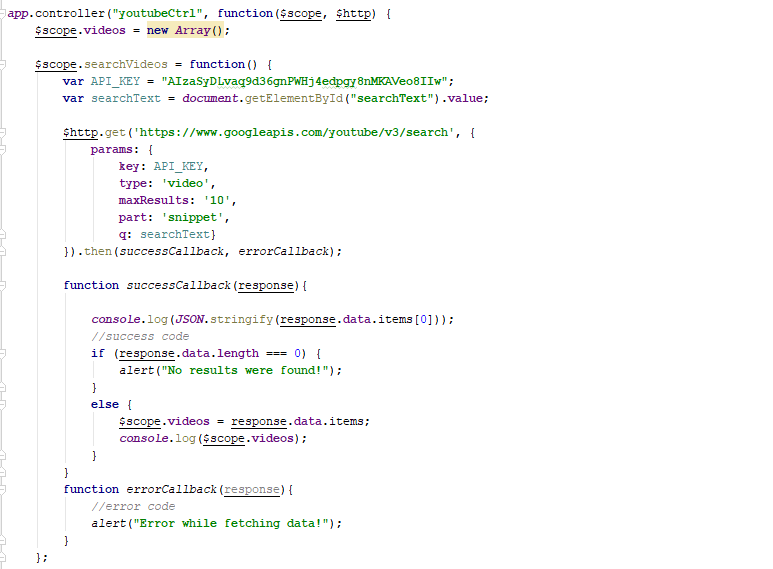 app.controller("youtubeCtrl", function($scope, $http) {
    $scope.videos = new Array();
    $scope.searchVideos = function() {
        var API_KEY = "AIzaSyDLvaq9d36gnPWHj4edpgy8nMKAVeo8IIw";
        var searchText = document.getElementById("searchText").value;
        $http.get('https://www.googleapis.com/youtube/v3/search', {
            params: {
                key: API_KEY,
                type: 'video',
                maxResults: '10',
                part: 'snippet',
                q: searchText}
        }).then(successCallback, errorCallback);
        function successCallback(response){
            console.log(JSON.stringify(response.data.items[0]));
            //success code
            if (response.data.length === 0) {
                alert("No results were found!");
            }
            else {
                $scope.videos = response.data.items;
                console.log($scope.videos);
            }
        }
        function errorCallback(response){
            //error code
            alert("Error while fetching data!");
        }
    };